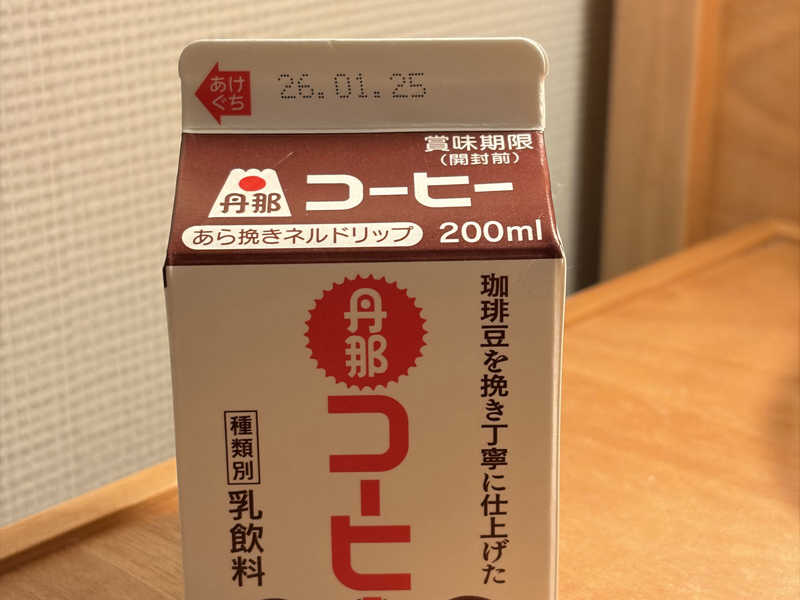 あけ
ぐち
26.01.25
賞味期限
(開封前)
丹那
コーヒー
あら挽きネルドリップ
200ml
珈琲豆を挽き丁寧に仕上げた
丹那
コーヒ
種類別
乳飲料